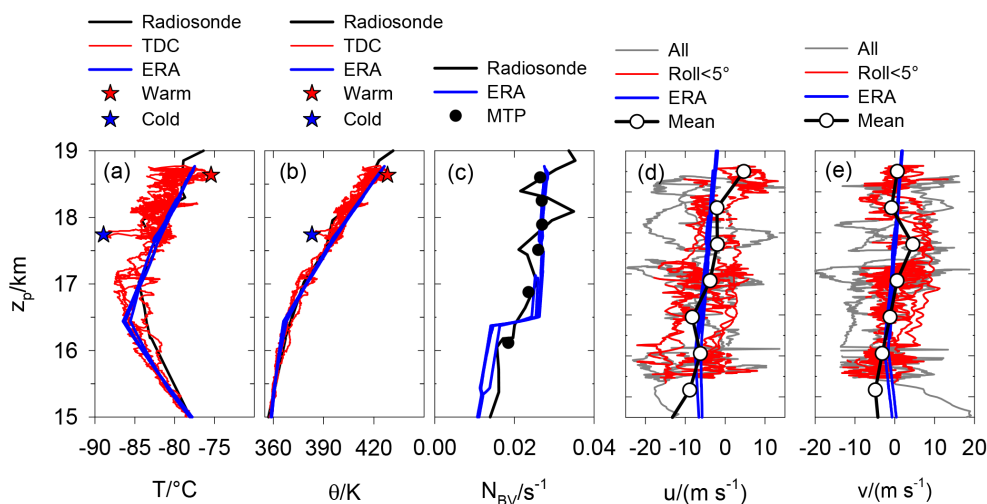 Radiosonde
TDC
ERA
Warm
Cold
Radiosonde
TDC
ERA
Warm
Cold
Radiosonde
ERA
MTP
All
Roll<5°
ERA
Mean
All
Roll<5°
ERA
Mean
(a) (b) (c) (d) (e)
19
18
17
16
15
z_p/km
-90 -85 -80 -75
360 390 420
0.00 0.02 0.04
-20 -10 0 10
-20 -10 0 10 20
T/°C
θ/K
N_BV/s⁻¹
u/(m s⁻¹)
v/(m s⁻¹)